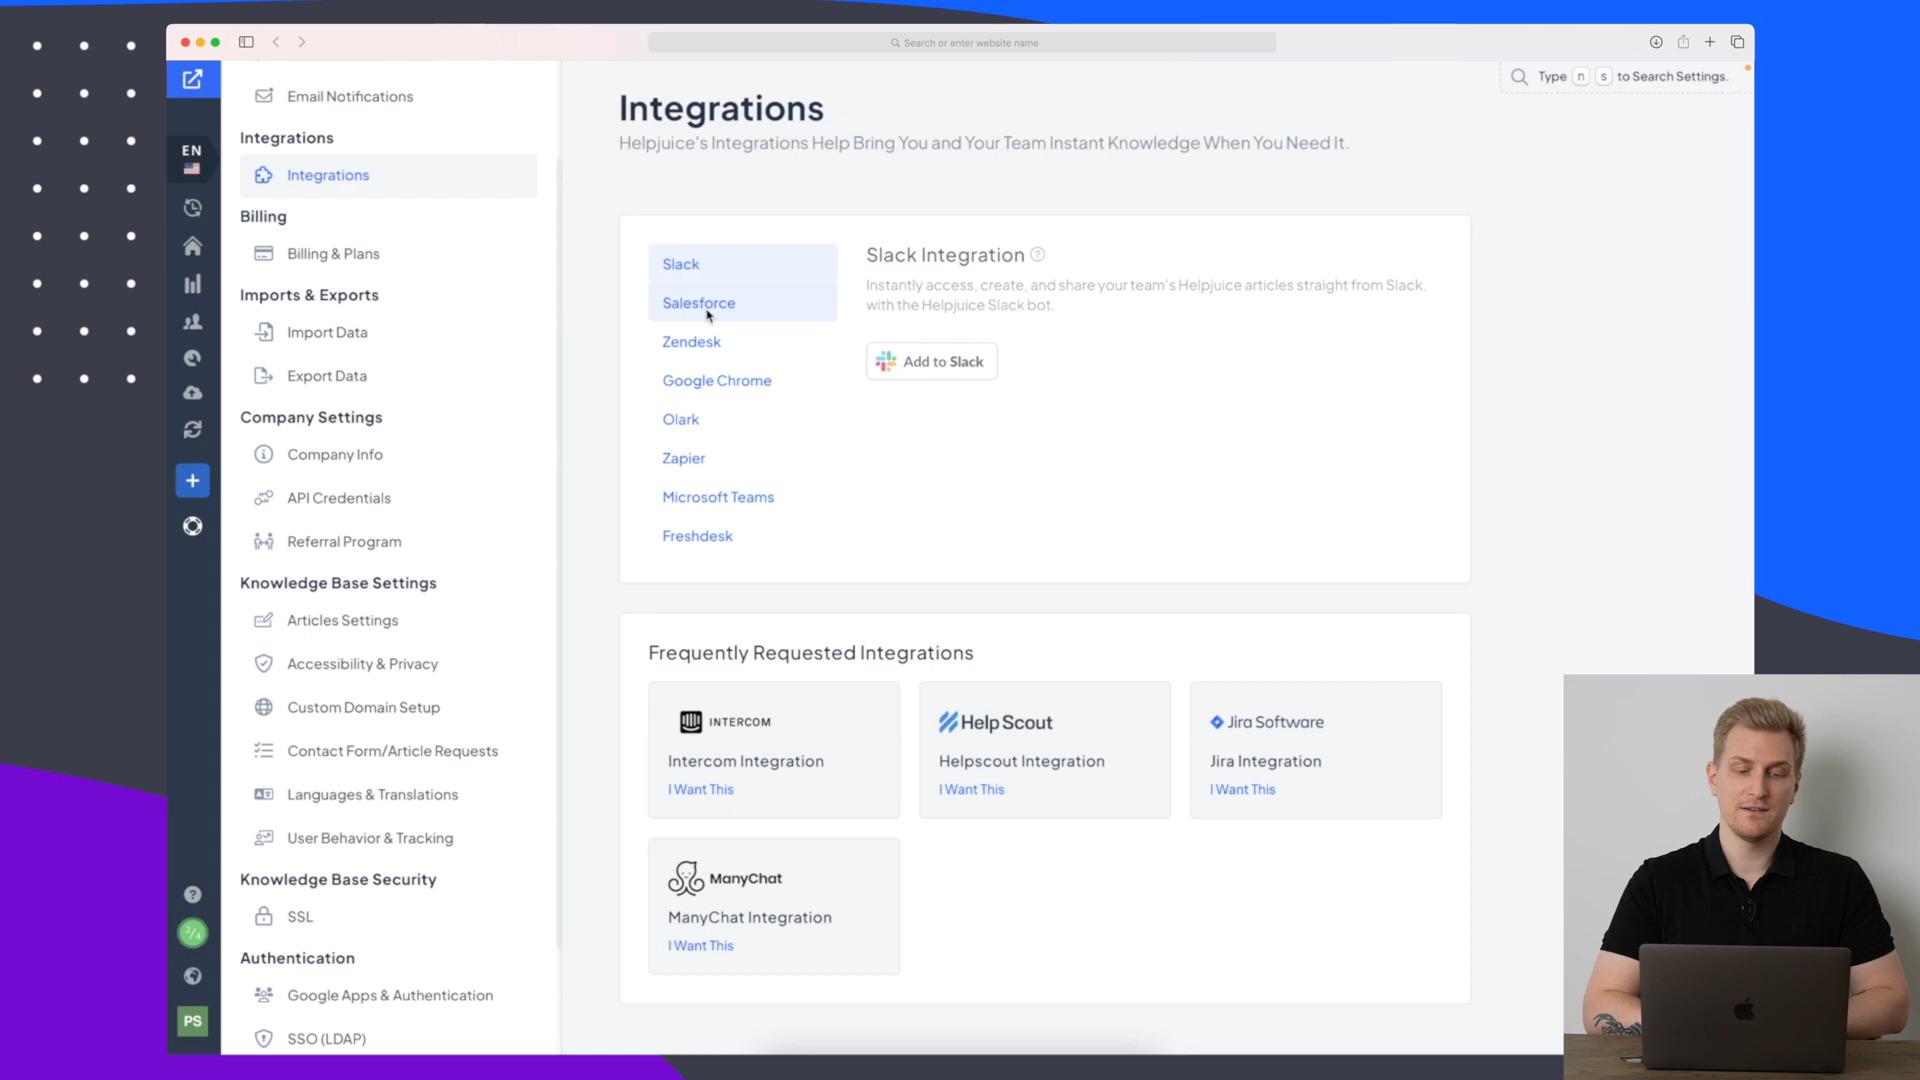 Search or enter website name
Type n s to Search Settings.
EN
Email Notifications
Integrations
Integrations
Billing
Billing & Plans
Imports & Exports
Import Data
Export Data
Company Settings
Company Info
API Credentials
Referral Program
Knowledge Base Settings
Articles Settings
Accessibility & Privacy
Custom Domain Setup
Contact Form/Article Requests
Languages & Translations
User Behavior & Tracking
Knowledge Base Security
SSL
Authentication
Google Apps & Authentication
SSO (LDAP)
2/4
PS
Integrations
Helpjuice's Integrations Help Bring You and Your Team Instant Knowledge When You Need It.
Slack
Salesforce
Zendesk
Google Chrome
Olark
Zapier
Microsoft Teams
Freshdesk
Slack Integration
Instantly access, create, and share your team's Helpjuice articles straight from Slack,
with the Helpjuice Slack bot.
Add to Slack
Frequently Requested Integrations
INTERCOM
Intercom Integration
I Want This
Help Scout
Helpscout Integration
I Want This
Jira Software
Jira Integration
I Want This
ManyChat
ManyChat Integration
I Want This